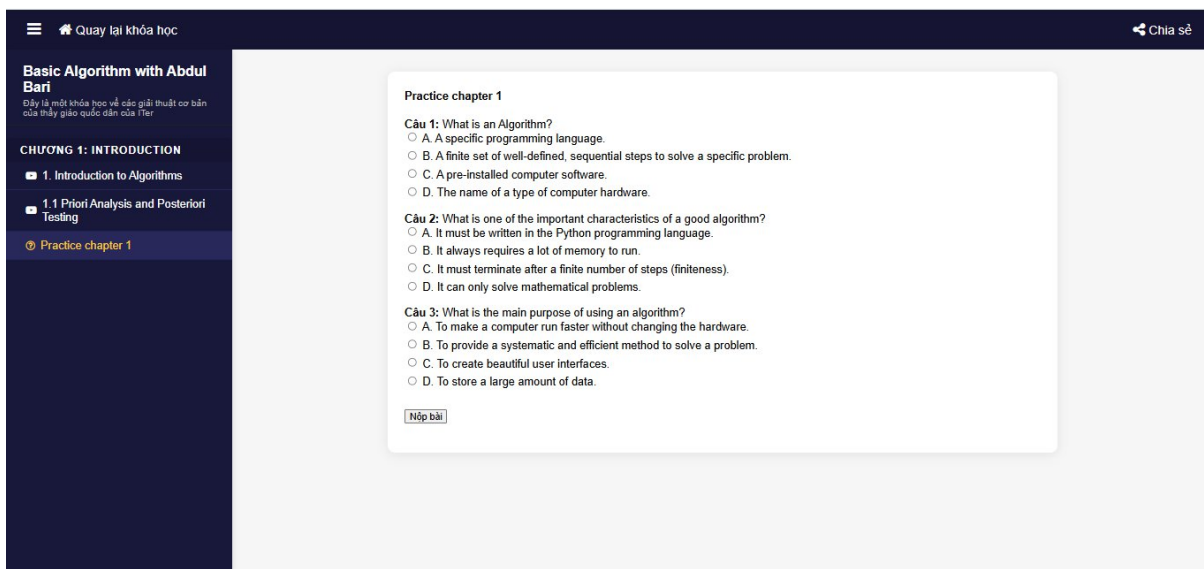 Quay lại khóa học
Chia sẻ
Basic Algorithm with Abdul
Bari
Đây là một khóa học về các giải thuật cơ bản
của thầy giáo quốc dân của ITer
CHƯƠNG 1: INTRODUCTION
1. Introduction to Algorithms
1.1 Priori Analysis and Posteriori
Testing
Practice chapter 1
Practice chapter 1
Câu 1: What is an Algorithm?
A. A specific programming language.
B. A finite set of well-defined, sequential steps to solve a specific problem.
C. A pre-installed computer software.
D. The name of a type of computer hardware.
Câu 2: What is one of the important characteristics of a good algorithm?
A. It must be written in the Python programming language.
B. It always requires a lot of memory to run.
C. It must terminate after a finite number of steps (finiteness).
D. It can only solve mathematical problems.
Câu 3: What is the main purpose of using an algorithm?
A. To make a computer run faster without changing the hardware.
B. To provide a systematic and efficient method to solve a problem.
C. To create beautiful user interfaces.
D. To store a large amount of data.
Nộp bài